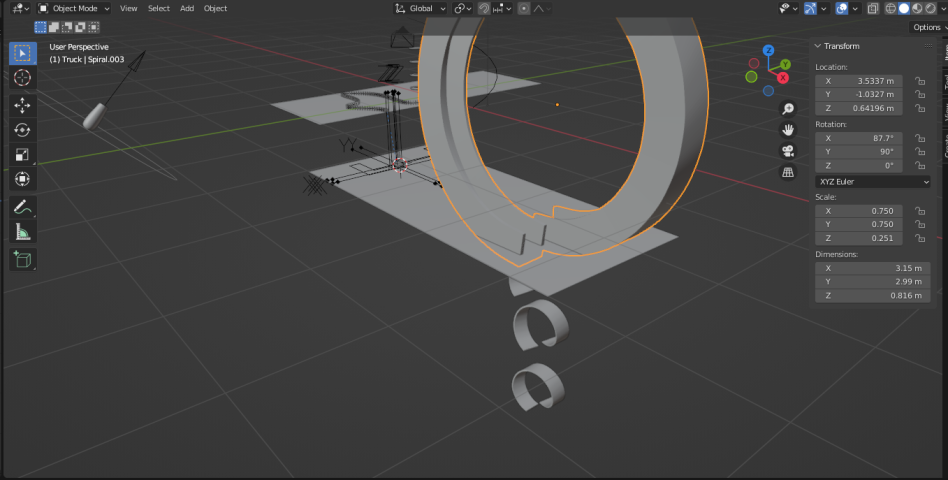 Object Mode View Select Add Object Global
Options
User Perspective
(1) Truck | Spiral.003
Transform
Location:
X 3.5337 m
Y -1.0327 m
Z 0.64196 m
Rotation:
X 87.7°
Y 90°
Z 0°
XYZ Euler
Scale:
X 0.750
Y 0.750
Z 0.251
Dimensions:
X 3.15 m
Y 2.99 m
Z 0.816 m
Z
Y
X